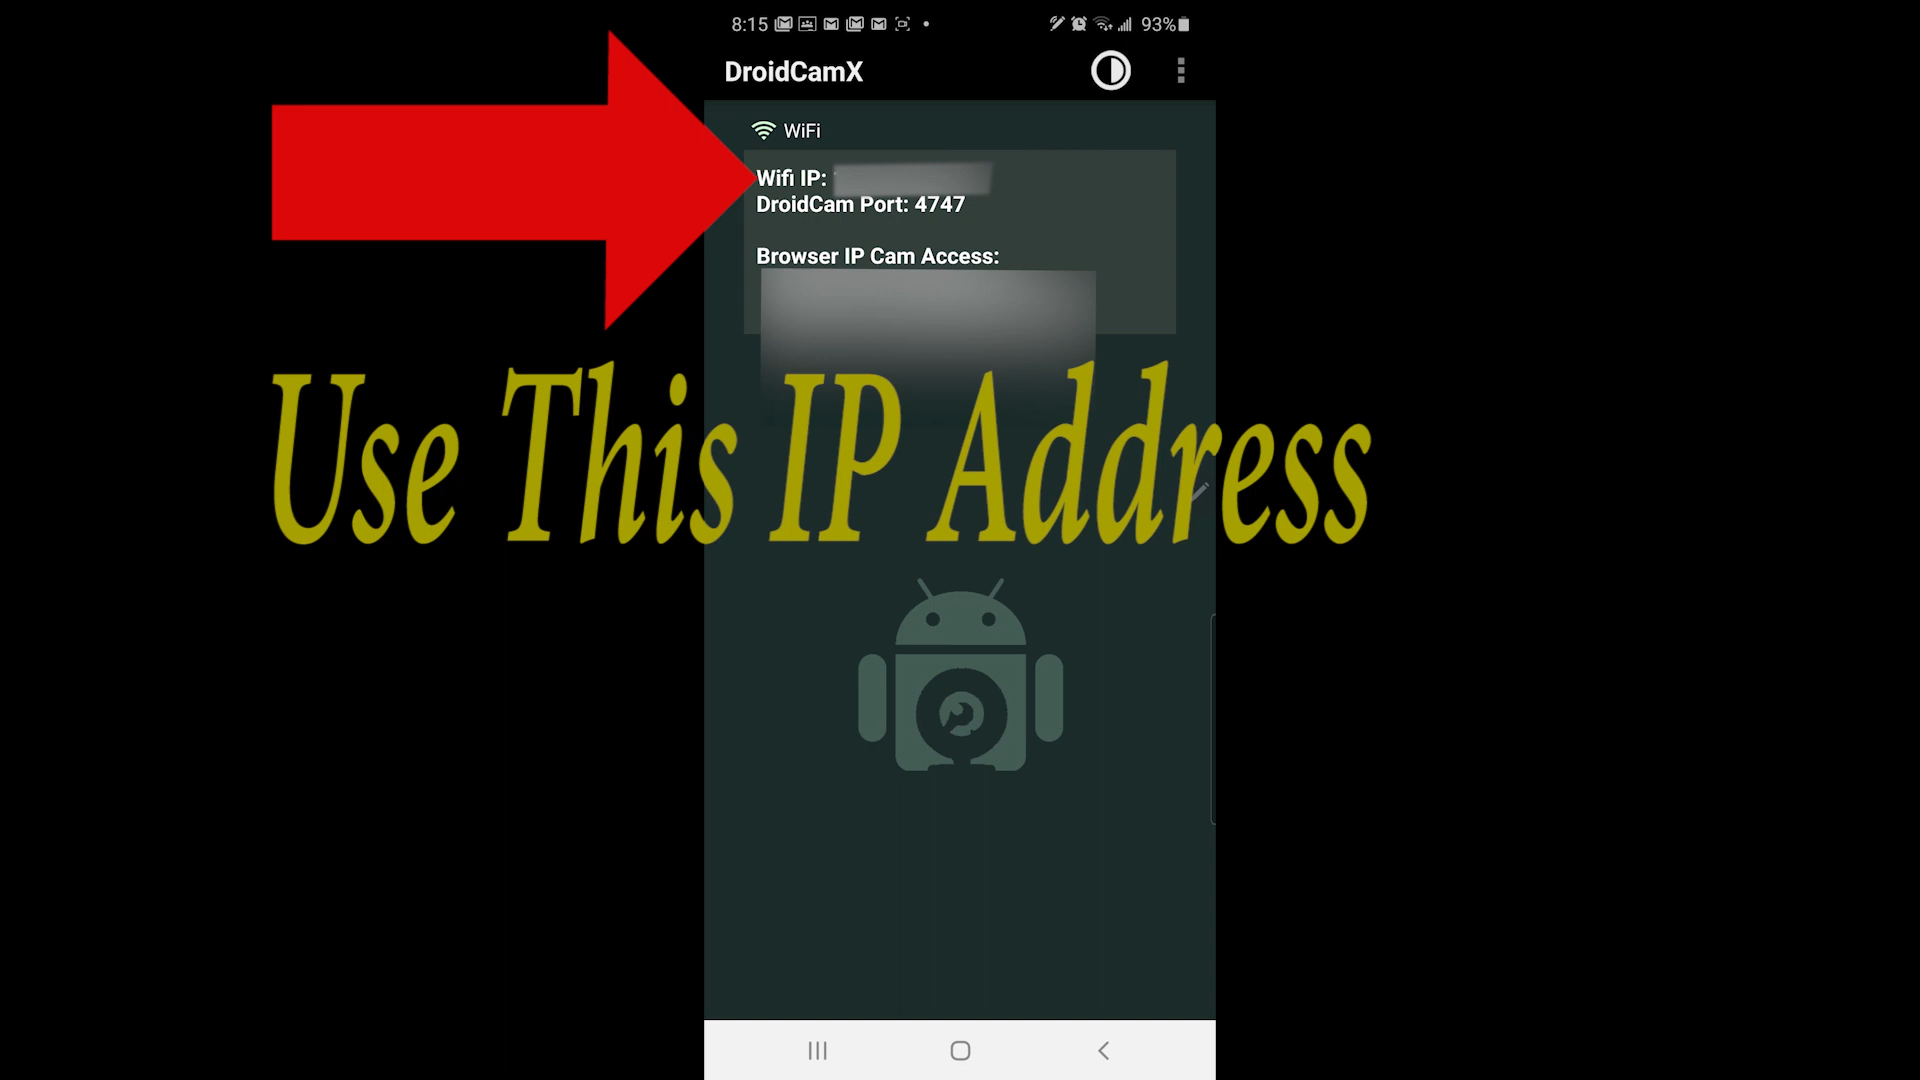 8:15 93%
DroidCamX
WiFi
Wifi IP:
DroidCam Port: 4747
Browser IP Cam Access:
Use This IP Address